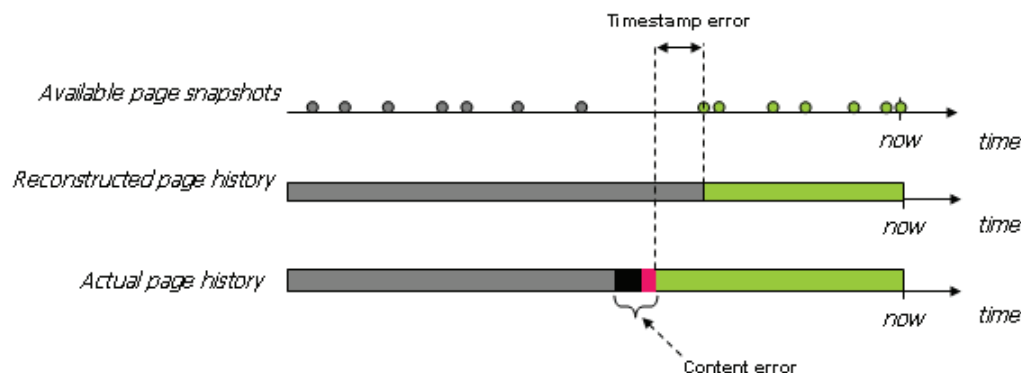 Timestamp error
Available page snapshots
now
time
Reconstructed page history
now
time
Actual page history
now
time
Content error